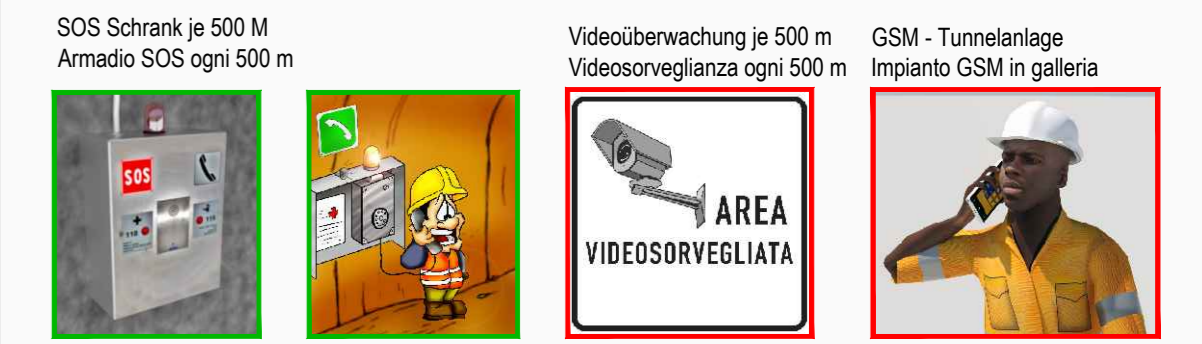 SOS Schrank je 500 M
Armadio SOS ogni 500 m
Videoüberwachung je 500 m
Videosorveglianza ogni 500 m
GSM - Tunnelanlage
Impianto GSM in galleria
SOS
AREA
VIDEOSORVEGLIATA